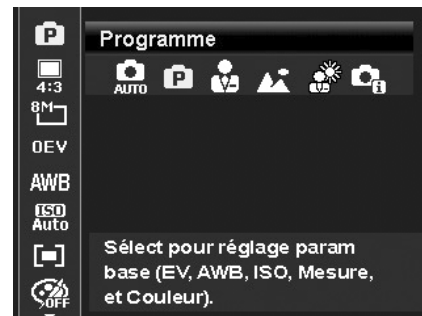 P
Programme
4:3
AUTO
P
8M
0EV
AWB
ISO
Auto
Sélect pour réglage param
base (EV, AWB, ISO, Mesure,
et Couleur).
OFF